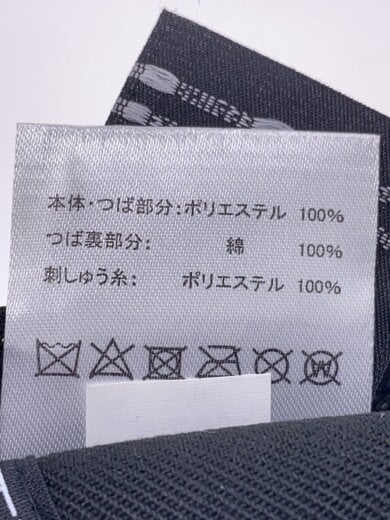 本体・つば部分:ポリエステル 100%
つば裏部分: 綿 100%
刺しゅう糸: ポリエステル 100%
W